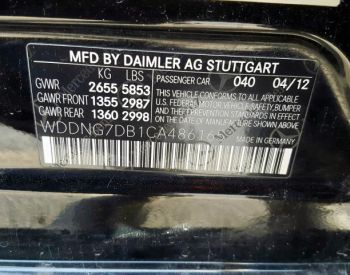 MFD BY DAIMLER AG STUTTGART
KG LBS
GVWR 2655 5853
GAWR FRONT 1355 2987
GAWR REAR 1360 2998
PASSENGER CAR 040 04/12
THIS VEHICLE CONFORMS TO ALL APPLICABLE
U.S. FEDERAL MOTOR VEHICLE SAFETY, BUMPER,
AND THEFT PREVENTION STANDARDS
IN EFFECT ON THE DATE OF MANUFACTURE
SHOWN ABOVE.
MADE IN GERMANY